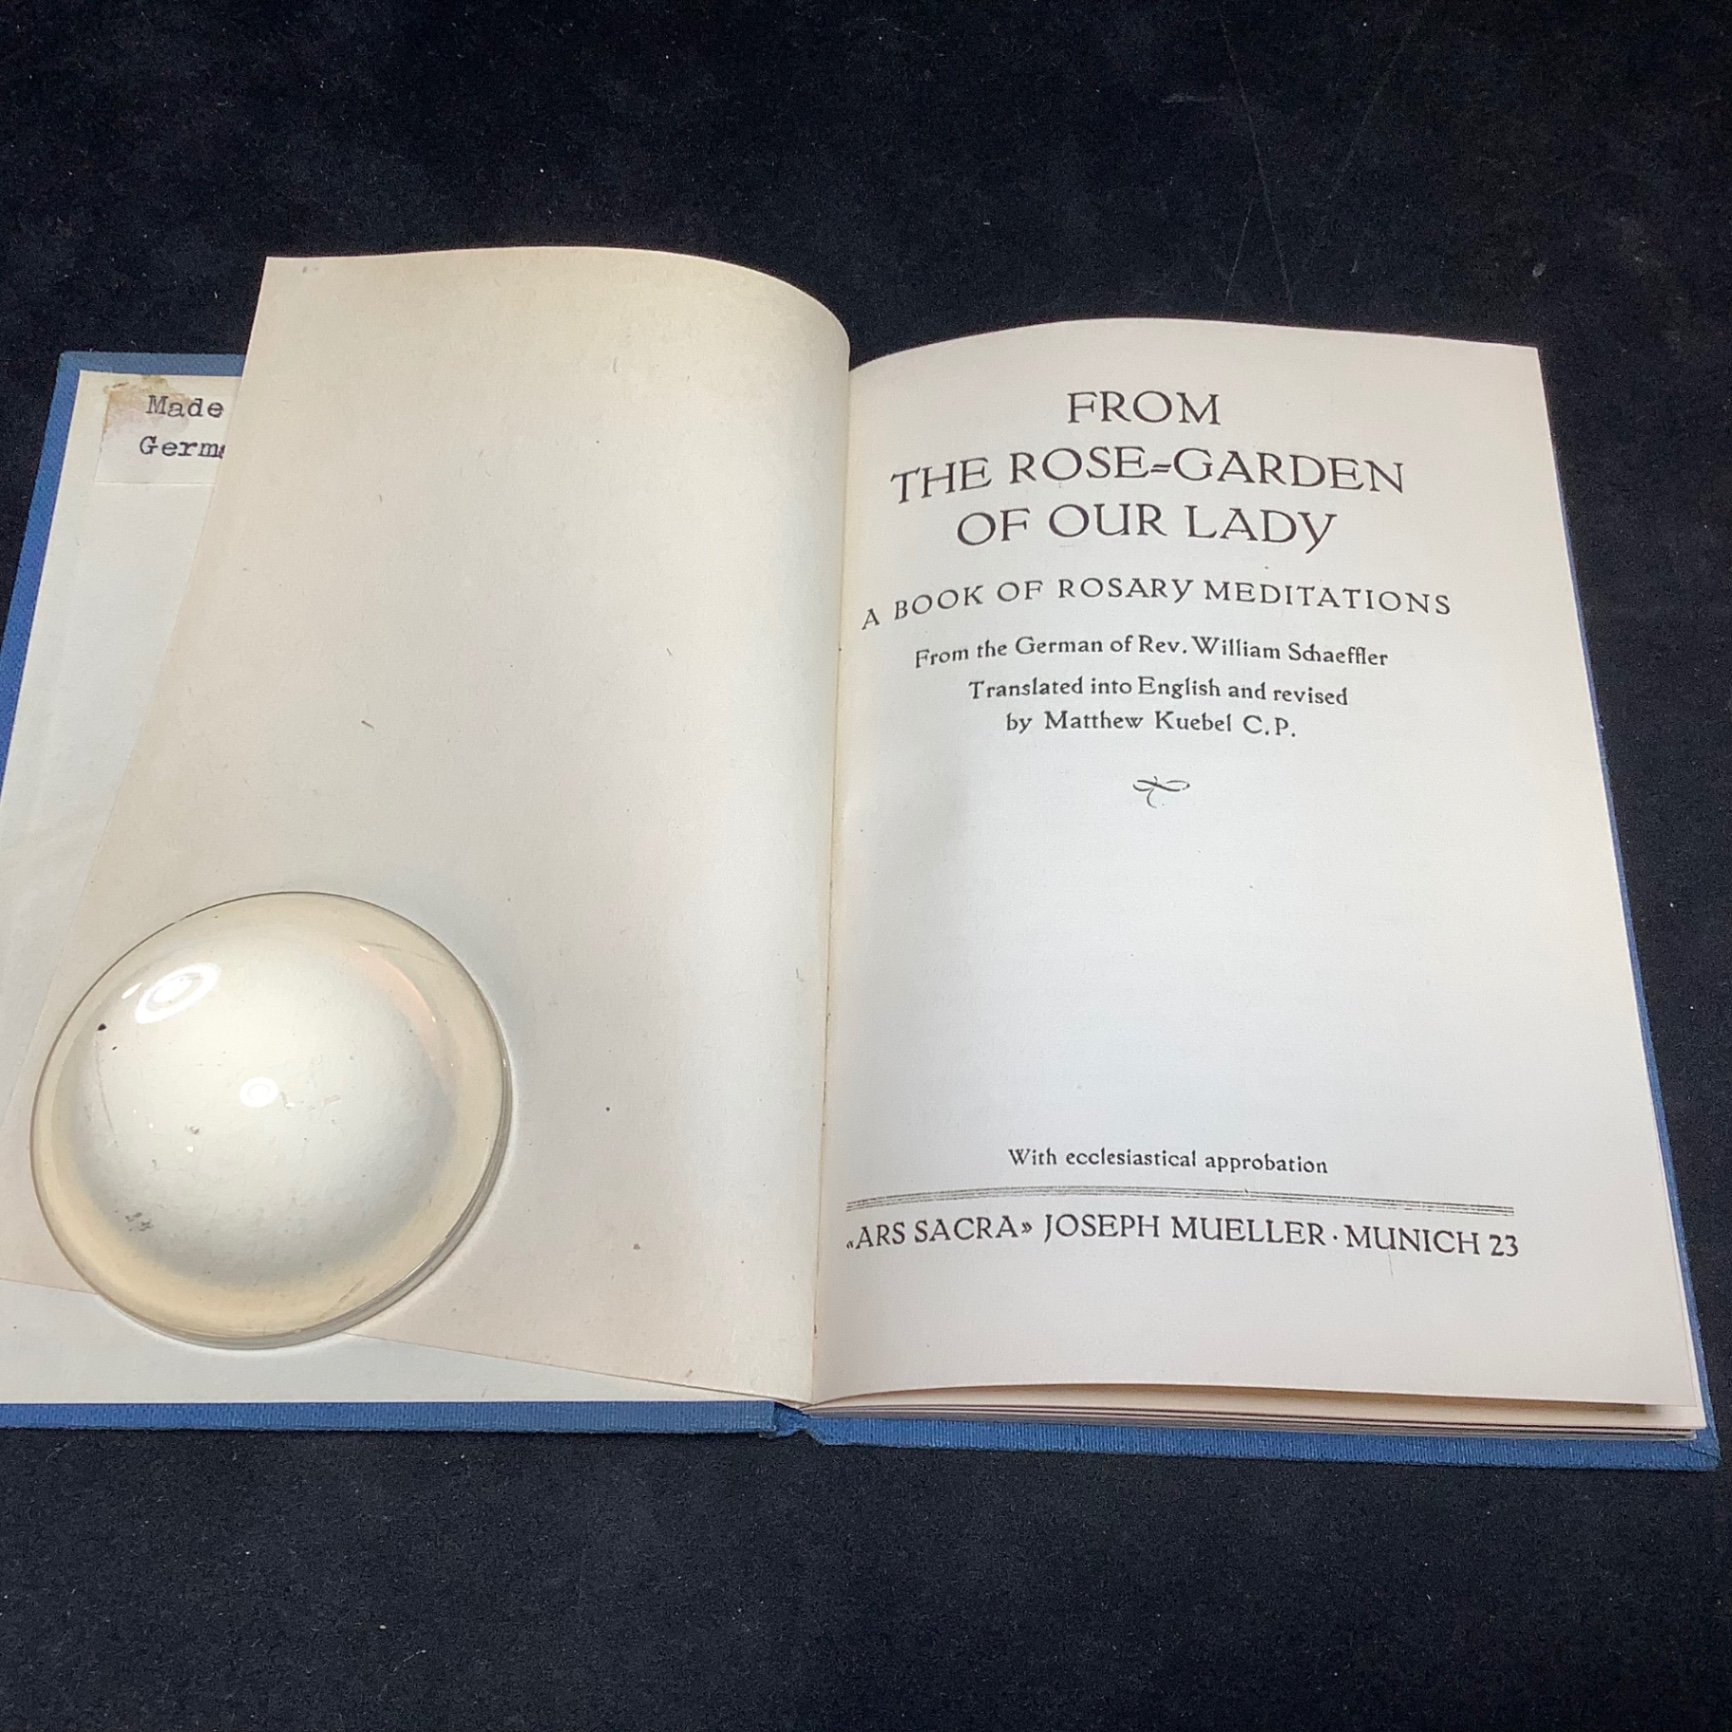 Made
FROM
THE ROSE=GARDEN
OF OUR LADY
A BOOK OF ROSARY MEDITATIONS
From the German of Rev. William Schaeffler
Translated into English and revised
by Matthew Kuebel C.P.
With ecclesiastical approbation
«ARS SACRA» JOSEPH MUELLER · MUNICH 23